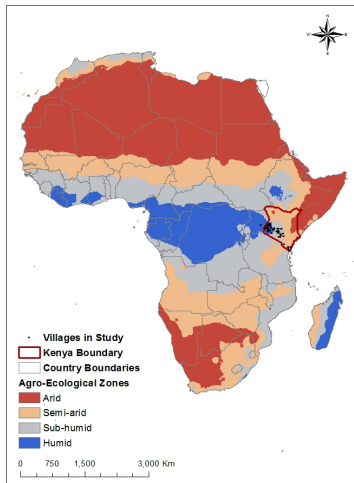 N
W
E
S
Villages in Study
Kenya Boundary
Country Boundaries
Agro-Ecological Zones
Arid
Semi-arid
Sub-humid
Humid
0 750 1,500 3,000 Km